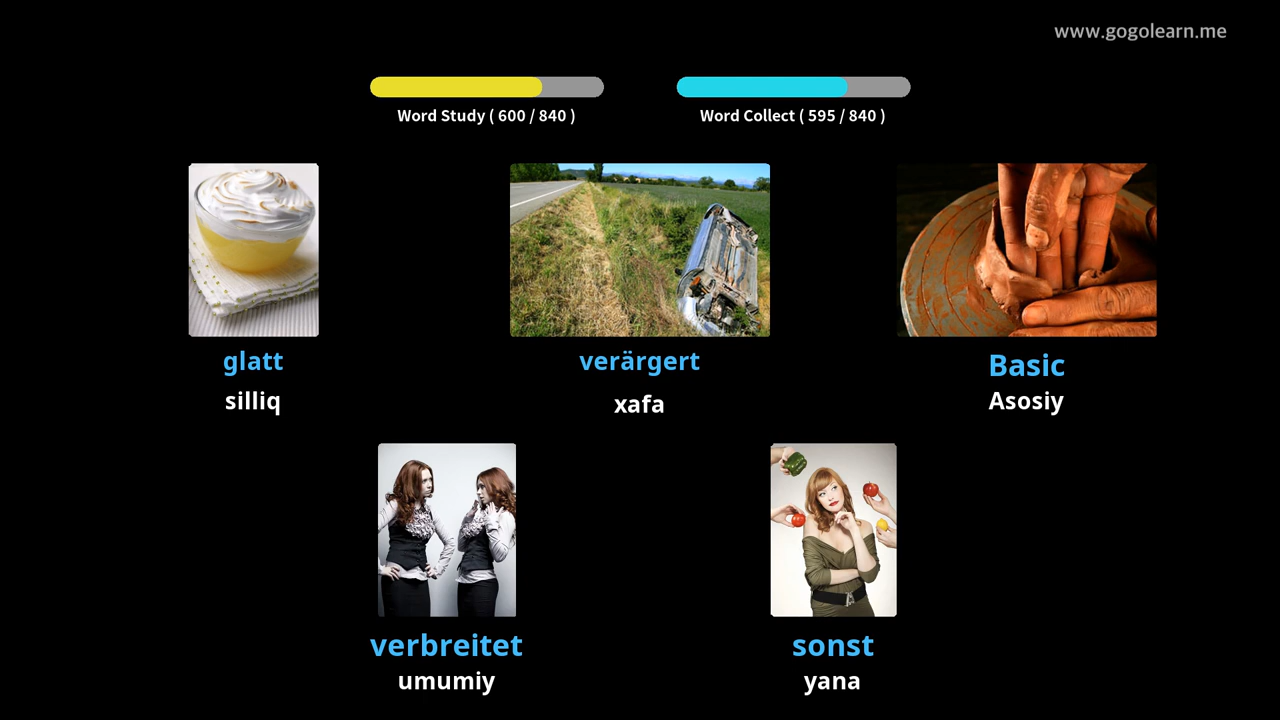 www.gogolearn.me
Word Study ( 600 / 840 )
Word Collect ( 595 / 840 )
glatt
silliq
verärgert
xafa
Basic
Asosiy
verbreitet
umumiy
sonst
yana